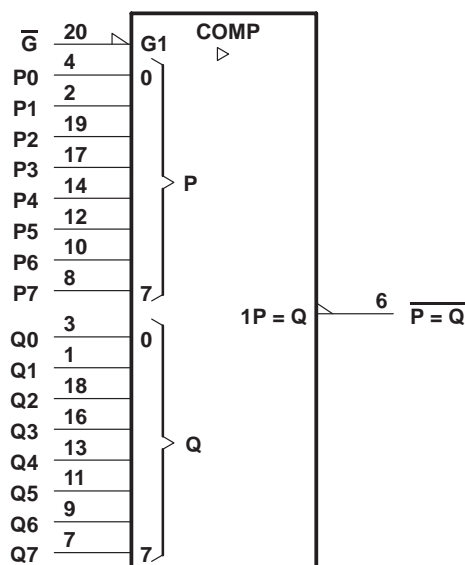 G̅ 20 G1 COMP
P0 4 0
P1 2
P2 19
P3 17
P4 14 P
P5 12
P6 10
P7 8 7
1P = Q 6 P̅ ̅=̅ ̅Q̅
Q0 3 0
Q1 1
Q2 18
Q3 16
Q4 13 Q
Q5 11
Q6 9
Q7 7 7